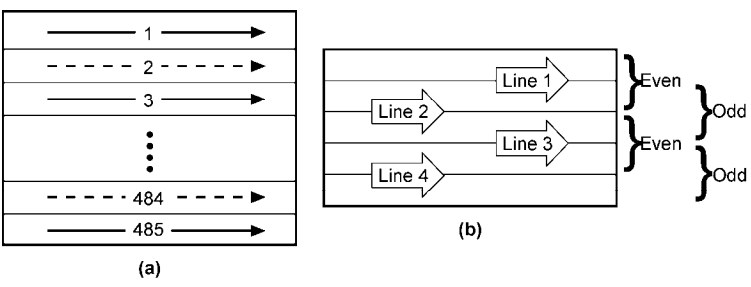 1
2
3
484
485
(a)
Line 1
Line 2
Line 3
Line 4
Even
Odd
Even
Odd
(b)